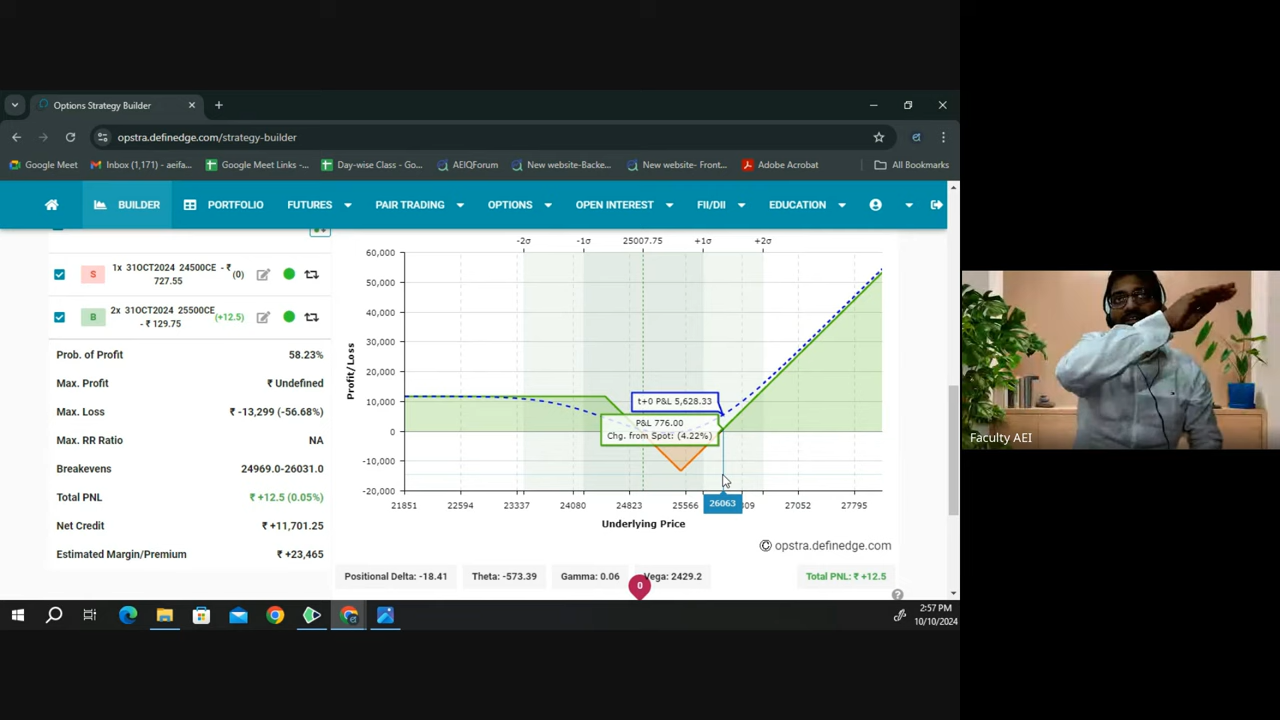 Options Strategy Builder
opstra.definedge.com/strategy-builder
Google Meet
Inbox (1,171) - aeifa...
Google Meet Links -...
Day-wise Class - Go...
AEIQForum
New website-Backe...
New website- Front...
Adobe Acrobat
All Bookmarks
BUILDER
PORTFOLIO
FUTURES
PAIR TRADING
OPTIONS
OPEN INTEREST
FII/DII
EDUCATION
S
1x 31OCT2024 24500CE - ₹ 727.55
(0)
B
2x 31OCT2024 25500CE - ₹ 129.75
(+12.5)
Prob. of Profit 58.23%
Max. Profit ₹ Undefined
Max. Loss ₹ -13,299 (-56.68%)
Max. RR Ratio NA
Breakevens 24969.0-26031.0
Total PNL ₹ +12.5 (0.05%)
Net Credit ₹ +11,701.25
Estimated Margin/Premium ₹ +23,465
-2σ -1σ 25007.75 +1σ +2σ
60,000
50,000
40,000
30,000
20,000
10,000
0
-10,000
-20,000
Profit/Loss
t+0 P&L 5,628.33
P&L 776.00
Chg. from Spot: (4.22%)
21851 22594 23337 24080 24823 25566 26063 309 27052 27795
Underlying Price
© opstra.definedge.com
Positional Delta: -18.41
Theta: -573.39
Gamma: 0.06
Vega: 2429.2
Total PNL: ₹ +12.5
0
?
2:57 PM
10/10/2024
Faculty AEI